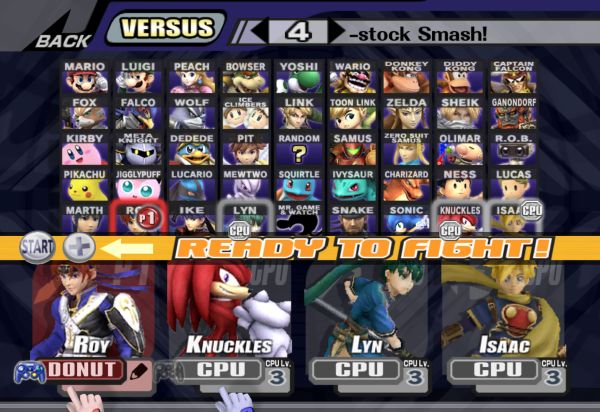 BACK VERSUS 4 -stock Smash!
MARIO LUIGI PEACH BOWSER YOSHI WARIO DONKEY KONG DIDDY KONG CAPTAIN FALCON
FOX FALCO WOLF ICE CLIMBERS LINK TOON LINK ZELDA SHEIK GANONDORF
KIRBY META KNIGHT DEDEDE PIT RANDOM SAMUS ZERO SUIT SAMUS OLIMAR R.O.B.
?
PIKACHU JIGGLYPUFF LUCARIO MEWTWO SQUIRTLE IVYSAUR CHARIZARD NESS LUCAS
MARTH IKE LYN MR. GAME & WATCH SNAKE SONIC KNUCKLES
P1 CPU CPU CPU
START + READY TO FIGHT!
P1 CPU CPU CPU
ROY KNUCKLES LYN ISAAC
DONUT CPU CPU Lv. 3 CPU CPU Lv. 3 CPU CPU Lv. 3